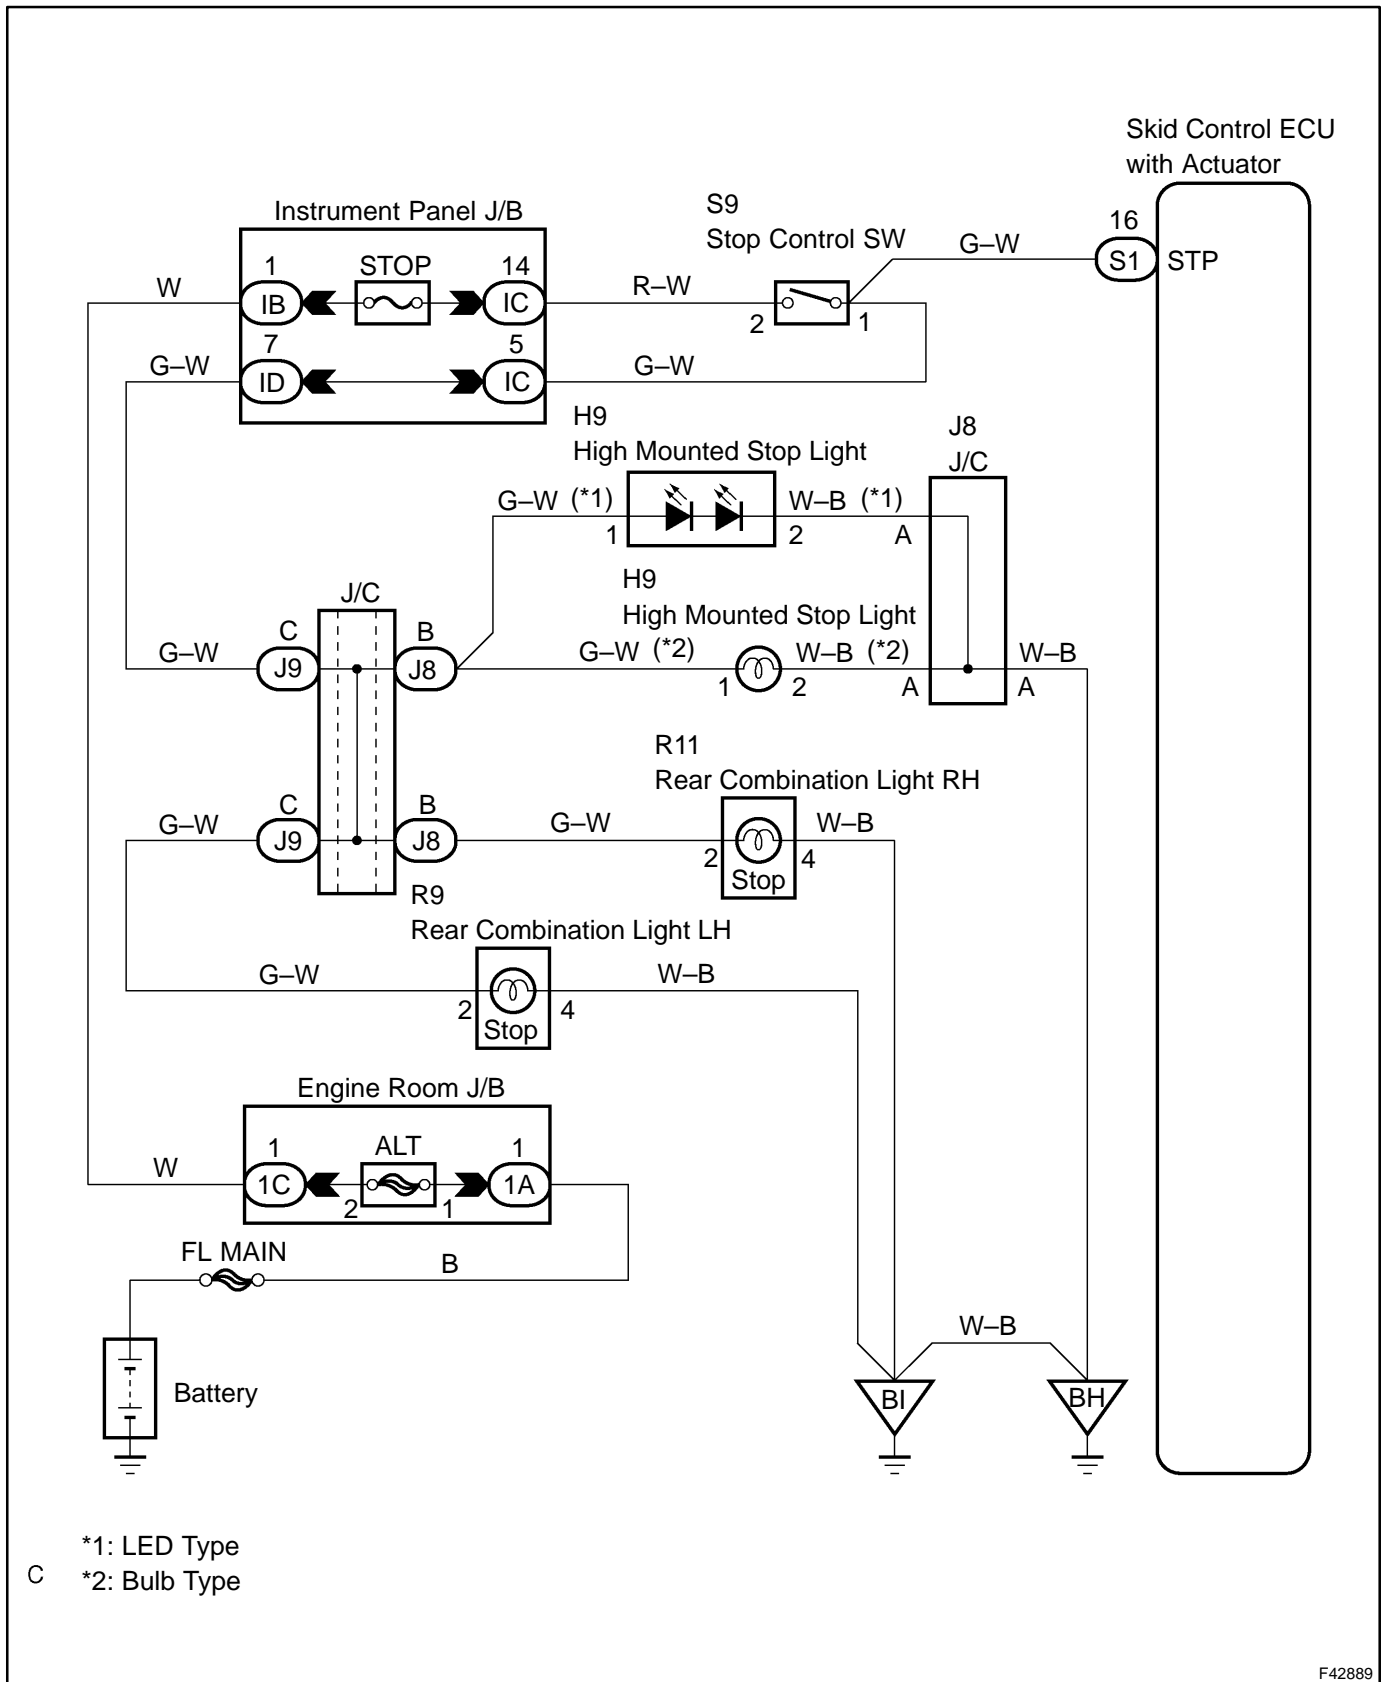 Skid Control ECU
with Actuator
Instrument Panel J/B
S9
Stop Control SW
16
G–W
S1
STP
1
STOP
14
W
IB
IC
R–W
2
1
7
5
G–W
ID
IC
G–W
H9
High Mounted Stop Light
J8
J/C
G–W (*1)
W–B (*1)
1
2
A
H9
High Mounted Stop Light
J/C
C
B
G–W
J9
J8
G–W (*2)
W–B (*2)
W–B
1
2
A
A
R11
Rear Combination Light RH
C
B
G–W
J9
J8
G–W
W–B
2
4
Stop
R9
Rear Combination Light LH
G–W
W–B
2
4
Stop
Engine Room J/B
1
ALT
1
W
1C
1A
2
1
FL MAIN
B
W–B
Battery
BI
BH
*1: LED Type
C
*2: Bulb Type
F42889